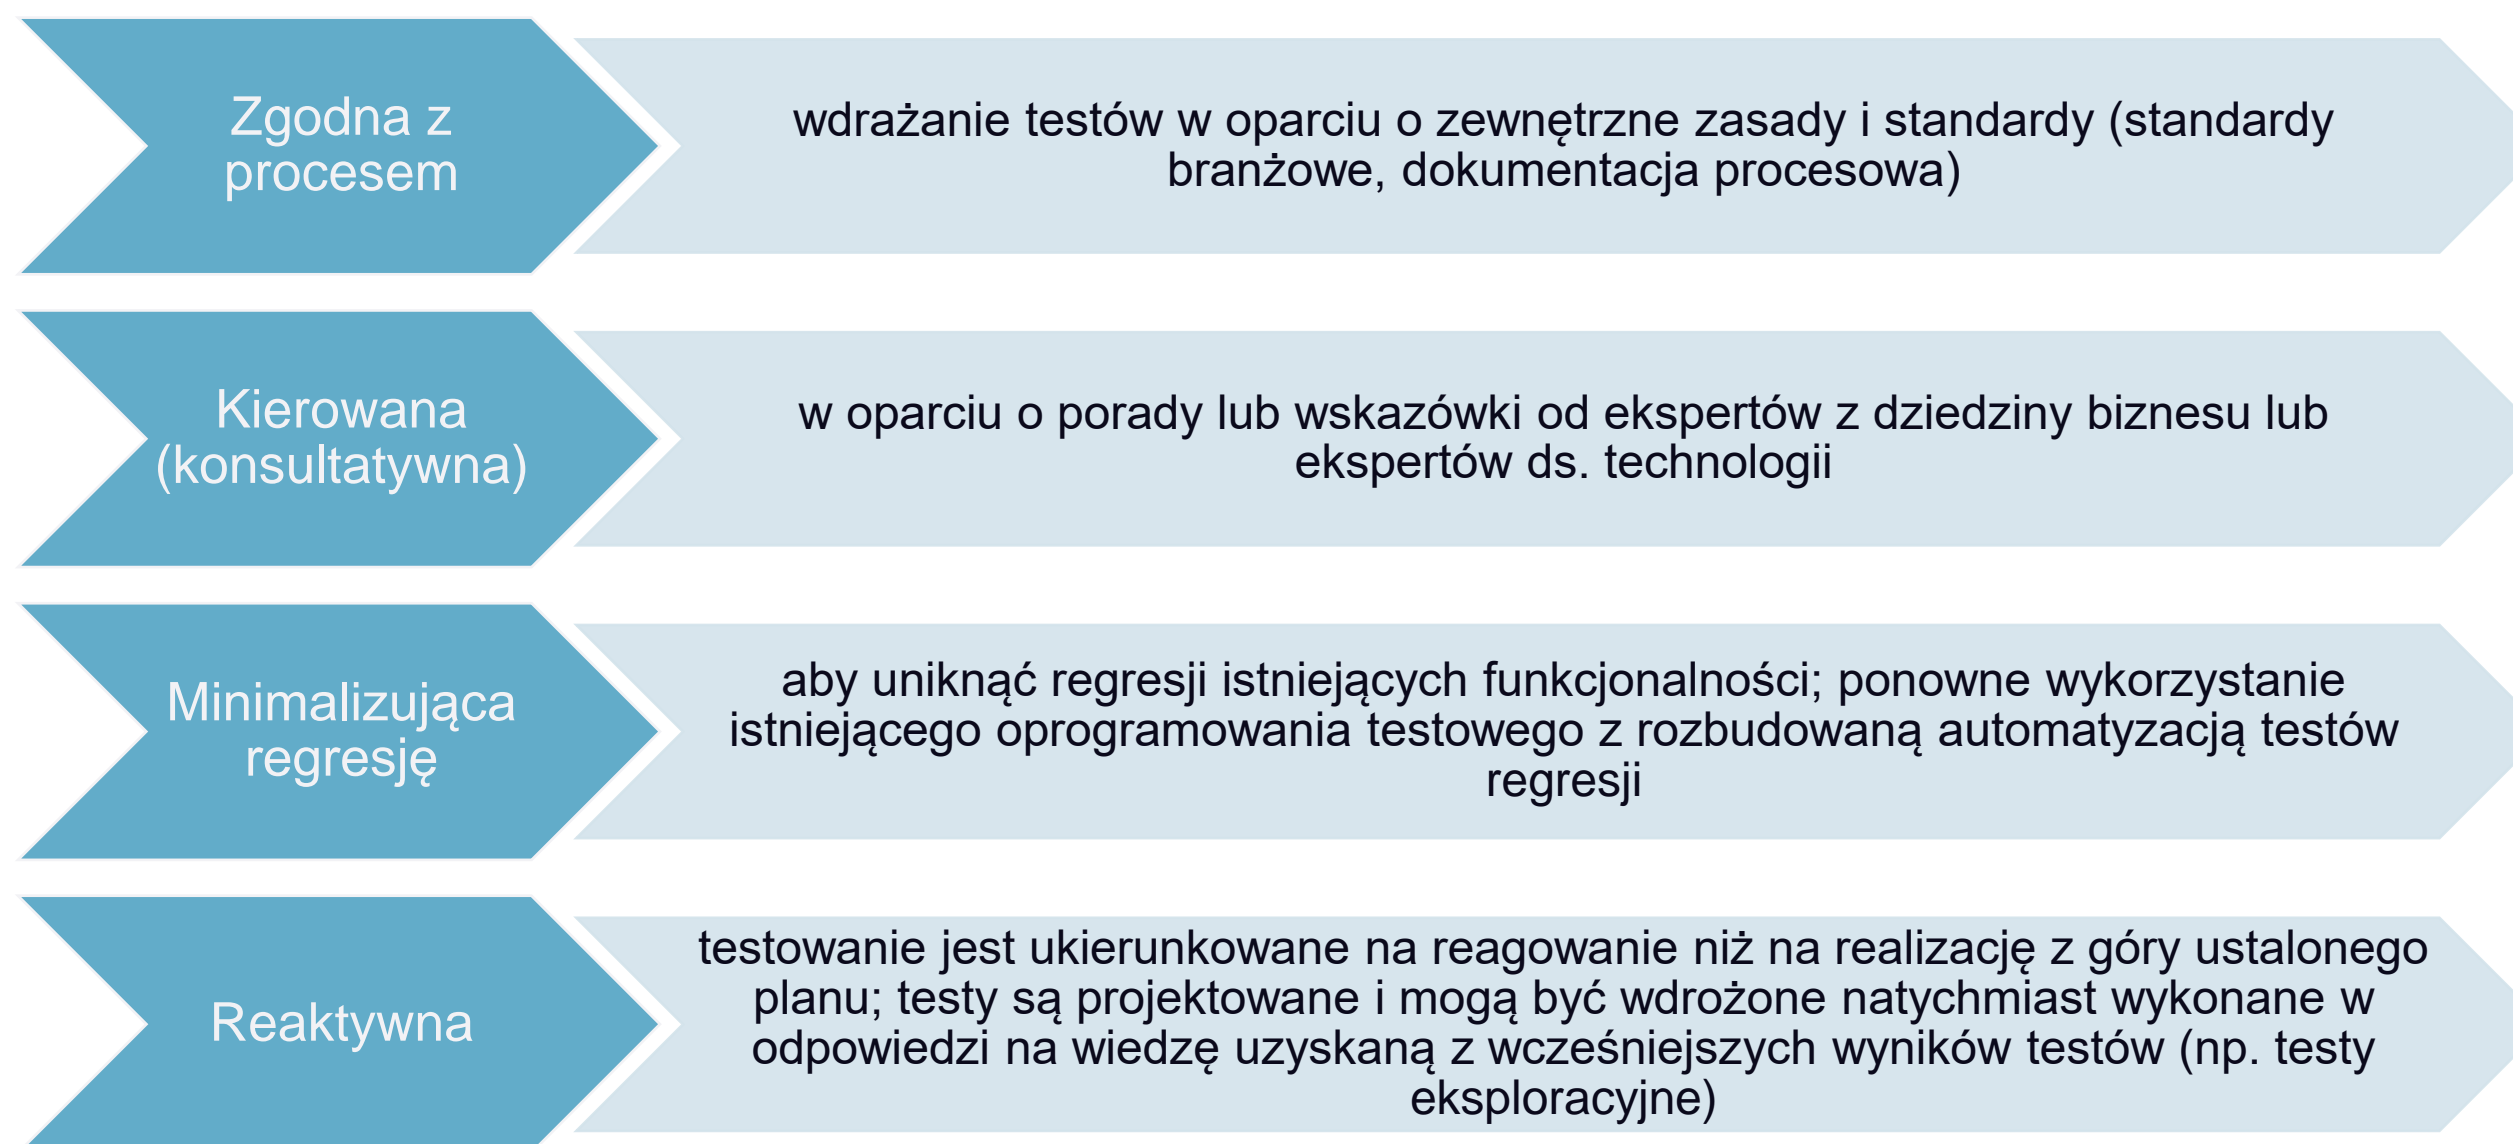 Zgodna z
procesem
wdrażanie testów w oparciu o zewnętrzne zasady i standardy (standardy
branżowe, dokumentacja procesowa)
Kierowana
(konsultatywna)
w oparciu o porady lub wskazówki od ekspertów z dziedziny biznesu lub
ekspertów ds. technologii
Minimalizująca
regresję
aby uniknąć regresji istniejących funkcjonalności; ponowne wykorzystanie
istniejącego oprogramowania testowego z rozbudowaną automatyzacją testów
regresji
Reaktywna
testowanie jest ukierunkowane na reagowanie niż na realizację z góry ustalonego
planu; testy są projektowane i mogą być wdrożone natychmiast wykonane w
odpowiedzi na wiedzę uzyskaną z wcześniejszych wyników testów (np. testy
eksploracyjne)